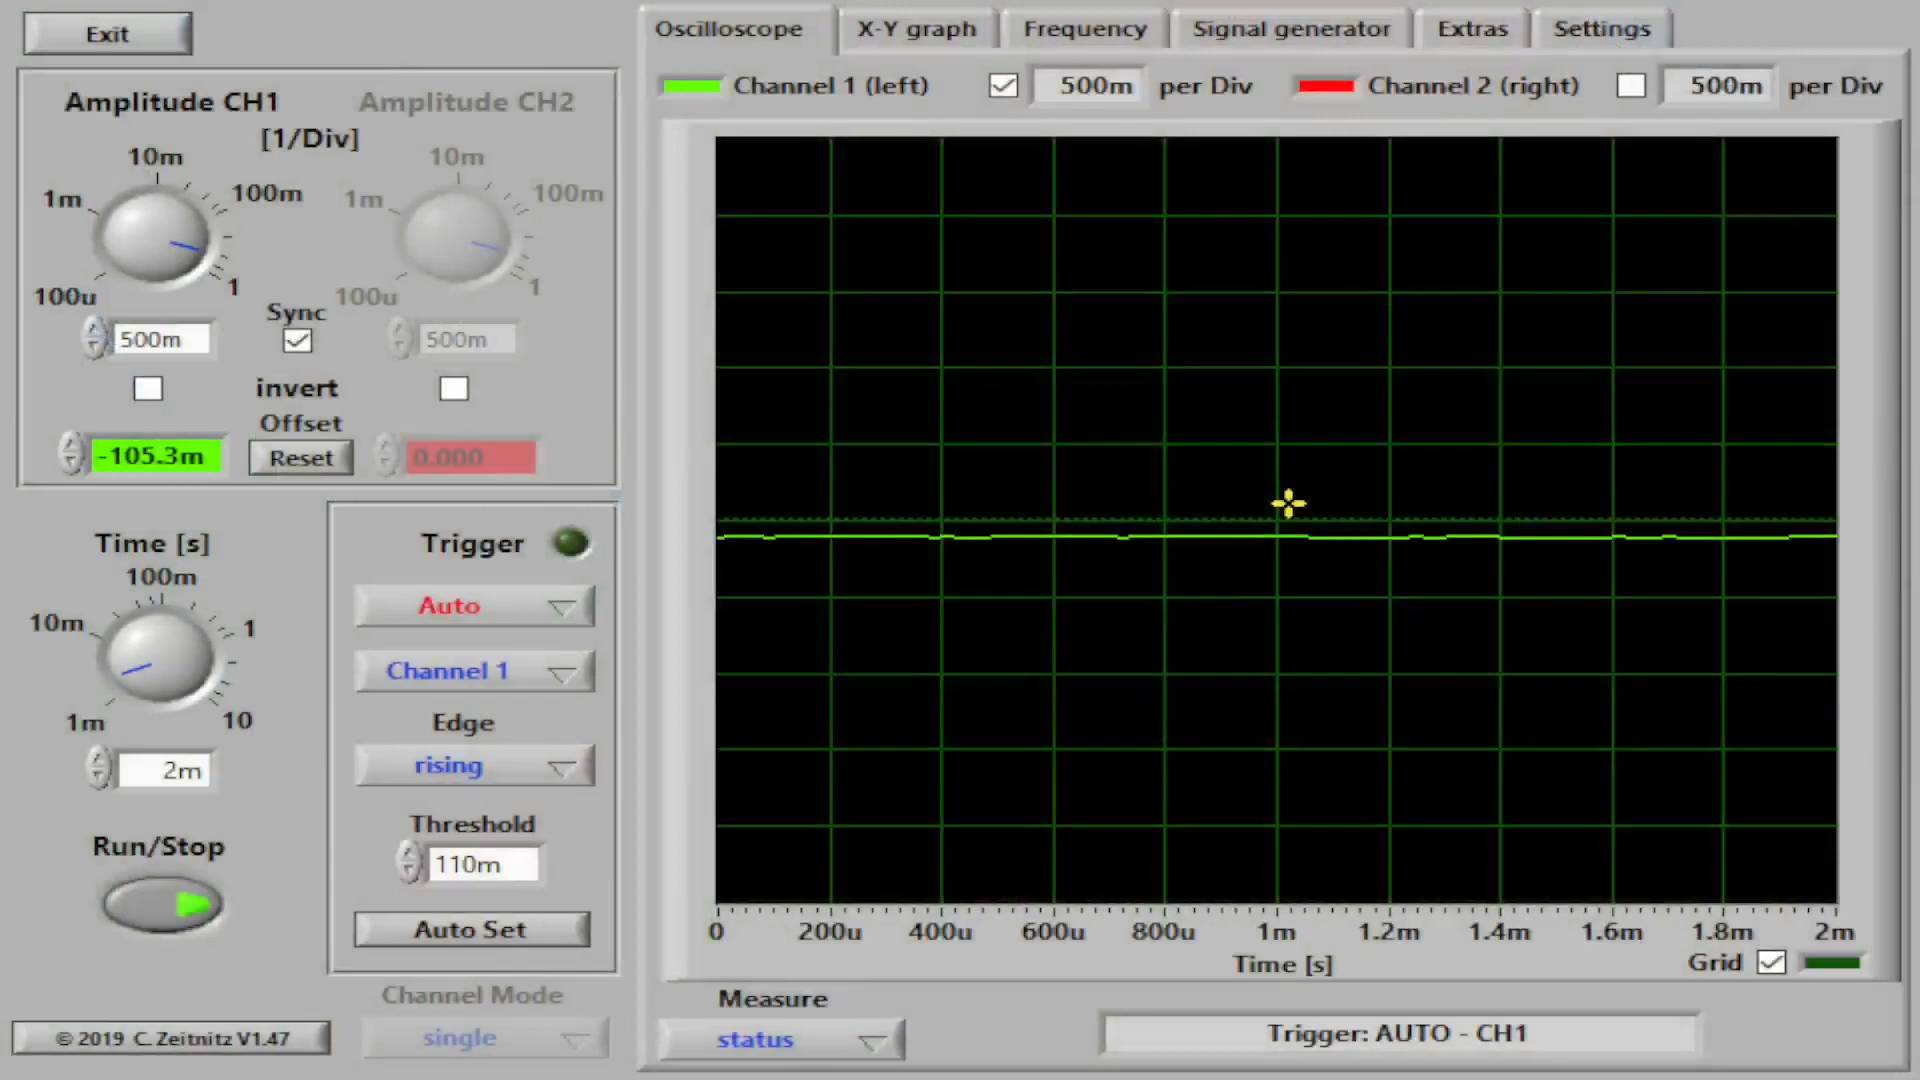 Exit
Oscilloscope
X-Y graph
Frequency
Signal generator
Extras
Settings
Channel 1 (left)
500m per Div
Channel 2 (right)
500m per Div
Amplitude CH1
Amplitude CH2
[1/Div]
10m
1m
100m
100u
1
10m
1m
100m
100u
1
Sync
500m
500m
invert
Offset
-105.3m
Reset
0.000
Time [s]
100m
10m
1
1m
10
2m
Run/Stop
Trigger
Auto
Channel 1
Edge
rising
Threshold
110m
Auto Set
Channel Mode
single
© 2019 C. Zeitnitz V1.47
0 200u 400u 600u 800u 1m 1.2m 1.4m 1.6m 1.8m 2m
Time [s]
Grid
Measure
status
Trigger: AUTO - CH1